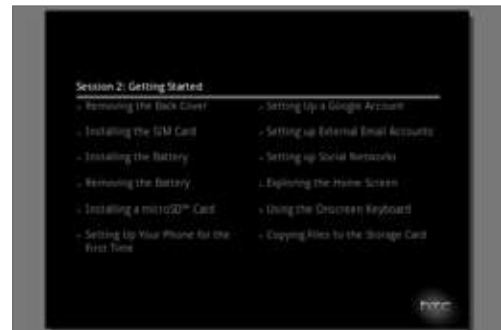 Session 2: Getting Started
- Removing the Back Cover
- Installing the SIM Card
- Installing the Battery
- Removing the Battery
- Installing a microSD™ Card
- Setting Up Your Phone for the
First Time
- Setting Up a Google Account
- Setting up External Email Accounts
- Setting up Social Networks
- Exploring the Home Screen
- Using the Onscreen Keyboard
- Copying Files to the Storage Card
htc